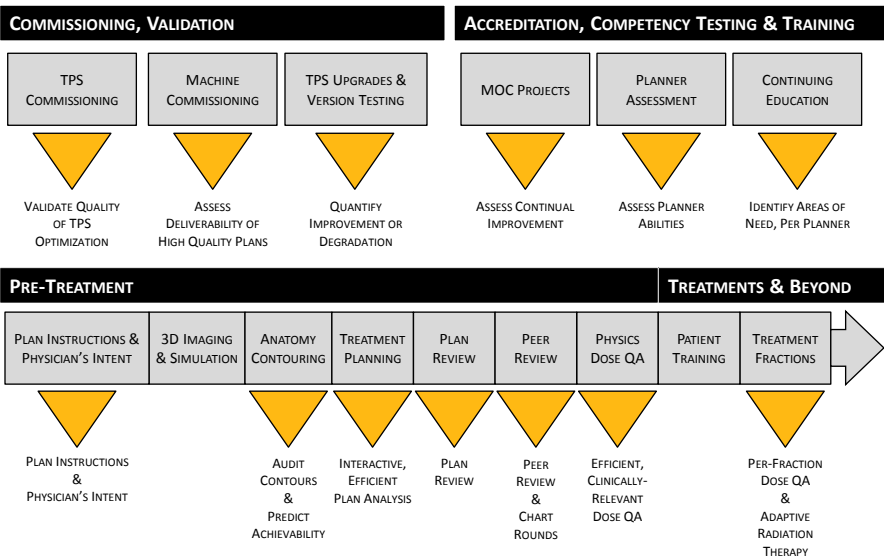 COMMISSIONING, VALIDATION
ACCREDITATION, COMPETENCY TESTING & TRAINING
TPS
COMMISSIONING
MACHINE
COMMISSIONING
TPS UPGRADES &
VERSION TESTING
MOC PROJECTS
PLANNER
ASSESSMENT
CONTINUING
EDUCATION
VALIDATE QUALITY
OF TPS
OPTIMIZATION
ASSESS
DELIVERABILITY OF
HIGH QUALITY PLANS
QUANTIFY
IMPROVEMENT OR
DEGRADATION
ASSESS CONTINUAL
IMPROVEMENT
ASSESS PLANNER
ABILITIES
IDENTIFY AREAS OF
NEED, PER PLANNER
PRE-TREATMENT
TREATMENTS & BEYOND
PLAN INSTRUCTIONS &
PHYSICIAN'S INTENT
3D IMAGING
& SIMULATION
ANATOMY
CONTOURING
TREATMENT
PLANNING
PLAN
REVIEW
PEER
REVIEW
PHYSICS
DOSE QA
PATIENT
TRAINING
TREATMENT
FRACTIONS
PLAN INSTRUCTIONS
&
PHYSICIAN'S INTENT
AUDIT
CONTOURS
&
PREDICT
ACHIEVABILITY
INTERACTIVE,
EFFICIENT
PLAN ANALYSIS
PLAN
REVIEW
PEER
REVIEW
&
CHART
ROUNDS
EFFICIENT,
CLINICALLY-
RELEVANT
DOSE QA
PER-FRACTION
DOSE QA
&
ADAPTIVE
RADIATION
THERAPY